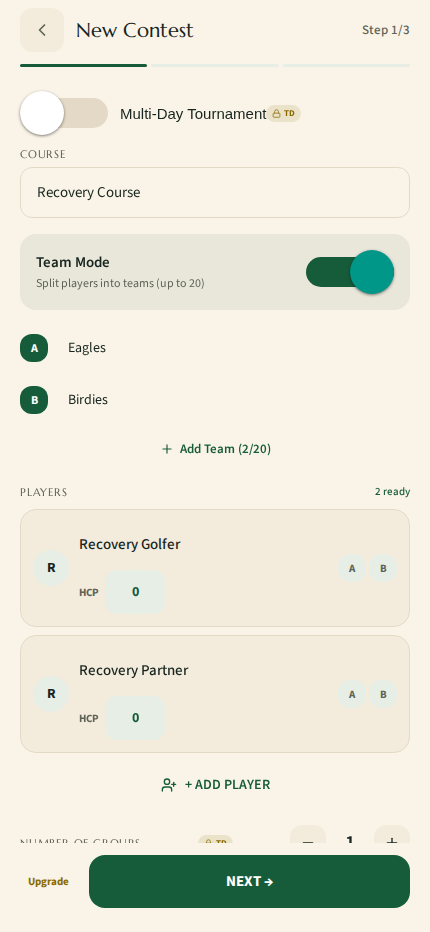 New Contest
Step 1/3
Multi-Day Tournament TD
COURSE
Recovery Course
Team Mode
Split players into teams (up to 20)
A Eagles
B Birdies
+ Add Team (2/20)
PLAYERS
2 ready
Recovery Golfer
R
A B
HCP 0
Recovery Partner
R
A B
HCP 0
+ ADD PLAYER
NUMBER OF GROUPS TD − 1 +
Upgrade
NEXT →